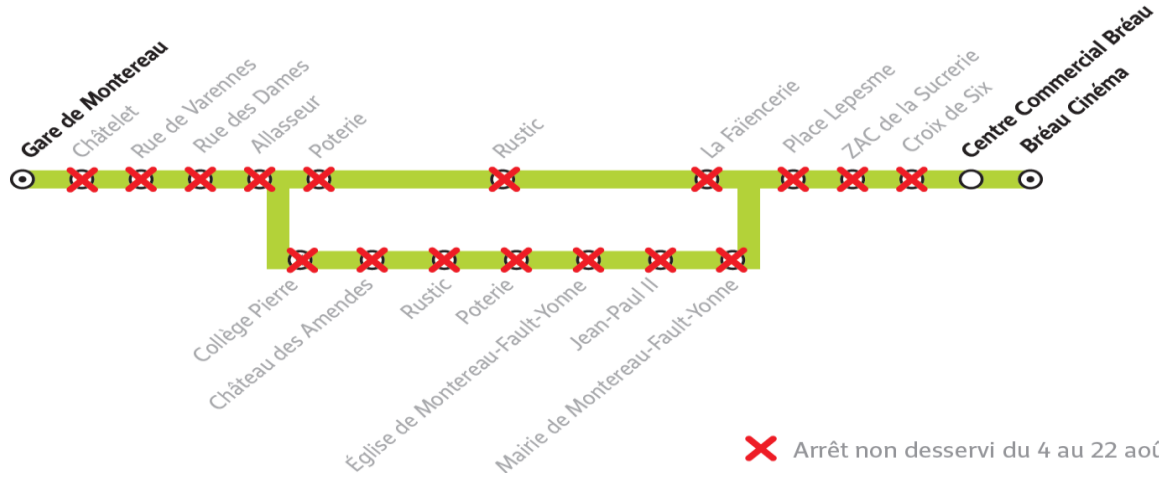 Gare de Montereau
Châtelet
Rue de Varennes
Rue des Dames
Allasseur
Poterie
Rustic
La Faïencerie
Place Lepesme
ZAC de la Sucrerie
Croix de Six
Centre Commercial Bréau
Bréau Cinéma
Collège Pierre
Château des Amendes
Rustic
Poterie
Église de Montereau-Fault-Yonne
Jean-Paul II
Mairie de Montereau-Fault-Yonne
Arrêt non desservi du 4 au 22 aoû